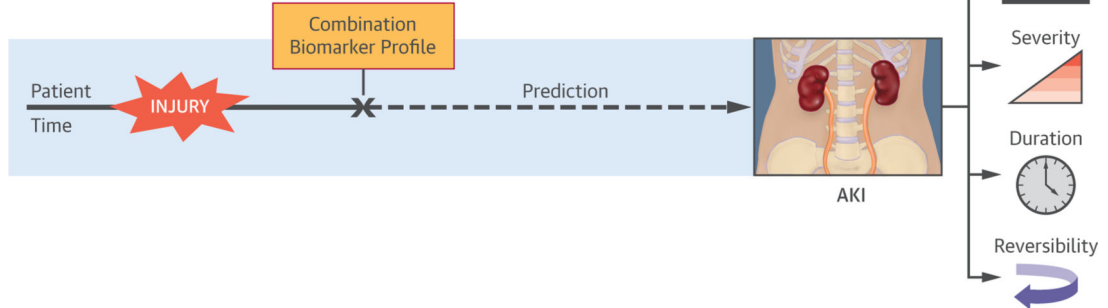 Combination
Biomarker Profile
Severity
Patient
INJURY
Prediction
Time
Duration
AKI
Reversibility